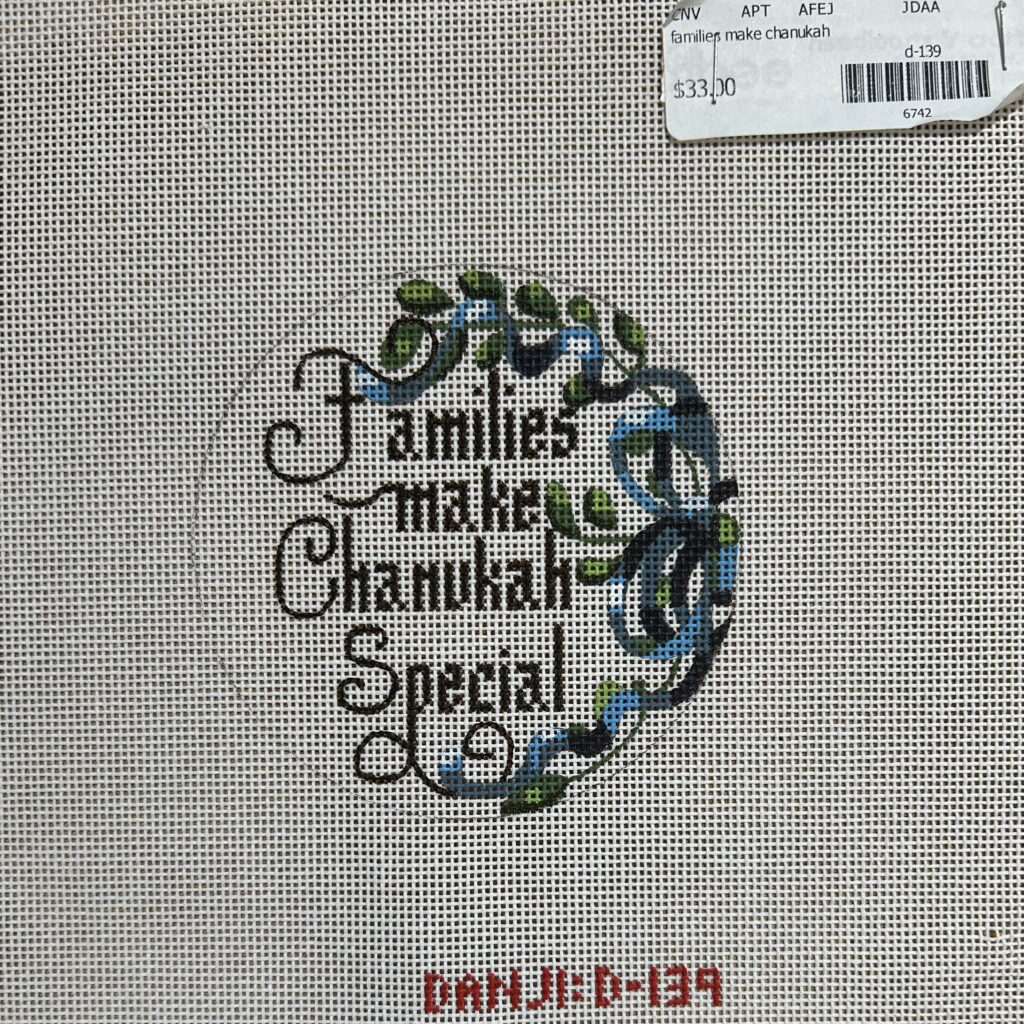 CNV APT AFEJ JDAA
families make chanukah
d-139
$33.00
6742
Families
make
Chanukah
Special
DANJI: D-139